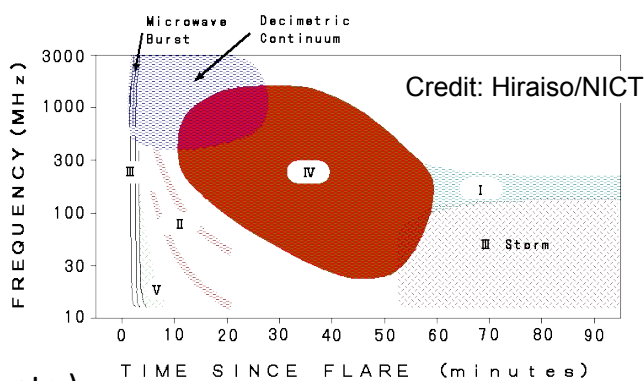 Microwave
Burst
Decimetric
Continuum
Credit: Hiraiso/NICT
FREQUENCY (MHz)
3000
1000
300
100
30
10
III
IV
I
II
III Storm
V
0 10 20 30 40 50 60 70 80 90
TIME SINCE FLARE (minutes)